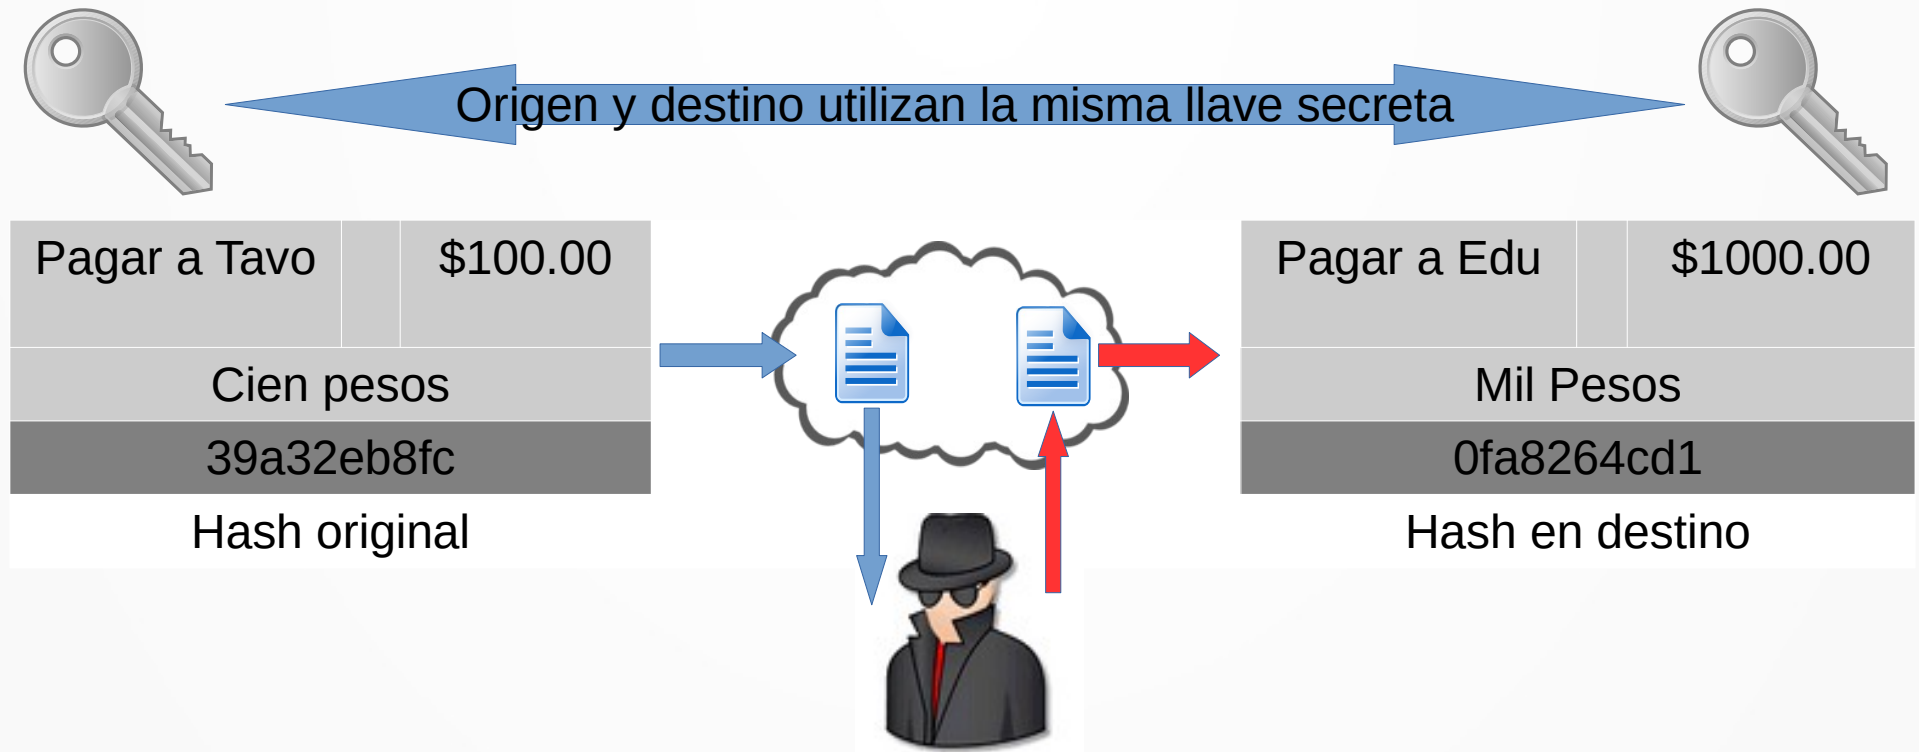 Origen y destino utilizan la misma llave secreta
Pagar a Tavo $100.00
Cien pesos
39a32eb8fc
Hash original
Pagar a Edu $1000.00
Mil Pesos
0fa8264cd1
Hash en destino